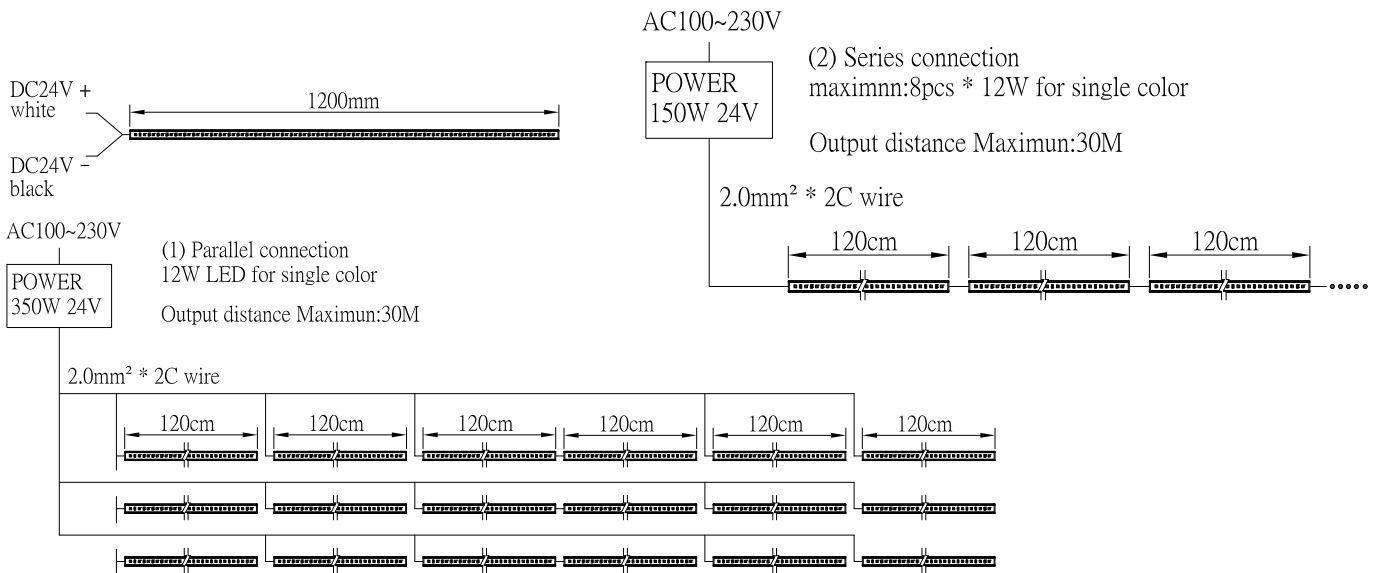 DC24V +
white
1200mm
DC24V -
black
AC100~230V
POWER
350W 24V
(1) Parallel connection
12W LED for single color
Output distance Maximun:30M
2.0mm² * 2C wire
120cm
120cm
120cm
120cm
120cm
120cm
AC100~230V
POWER
150W 24V
(2) Series connection
maximnn:8pcs * 12W for single color
Output distance Maximun:30M
2.0mm² * 2C wire
120cm
120cm
120cm